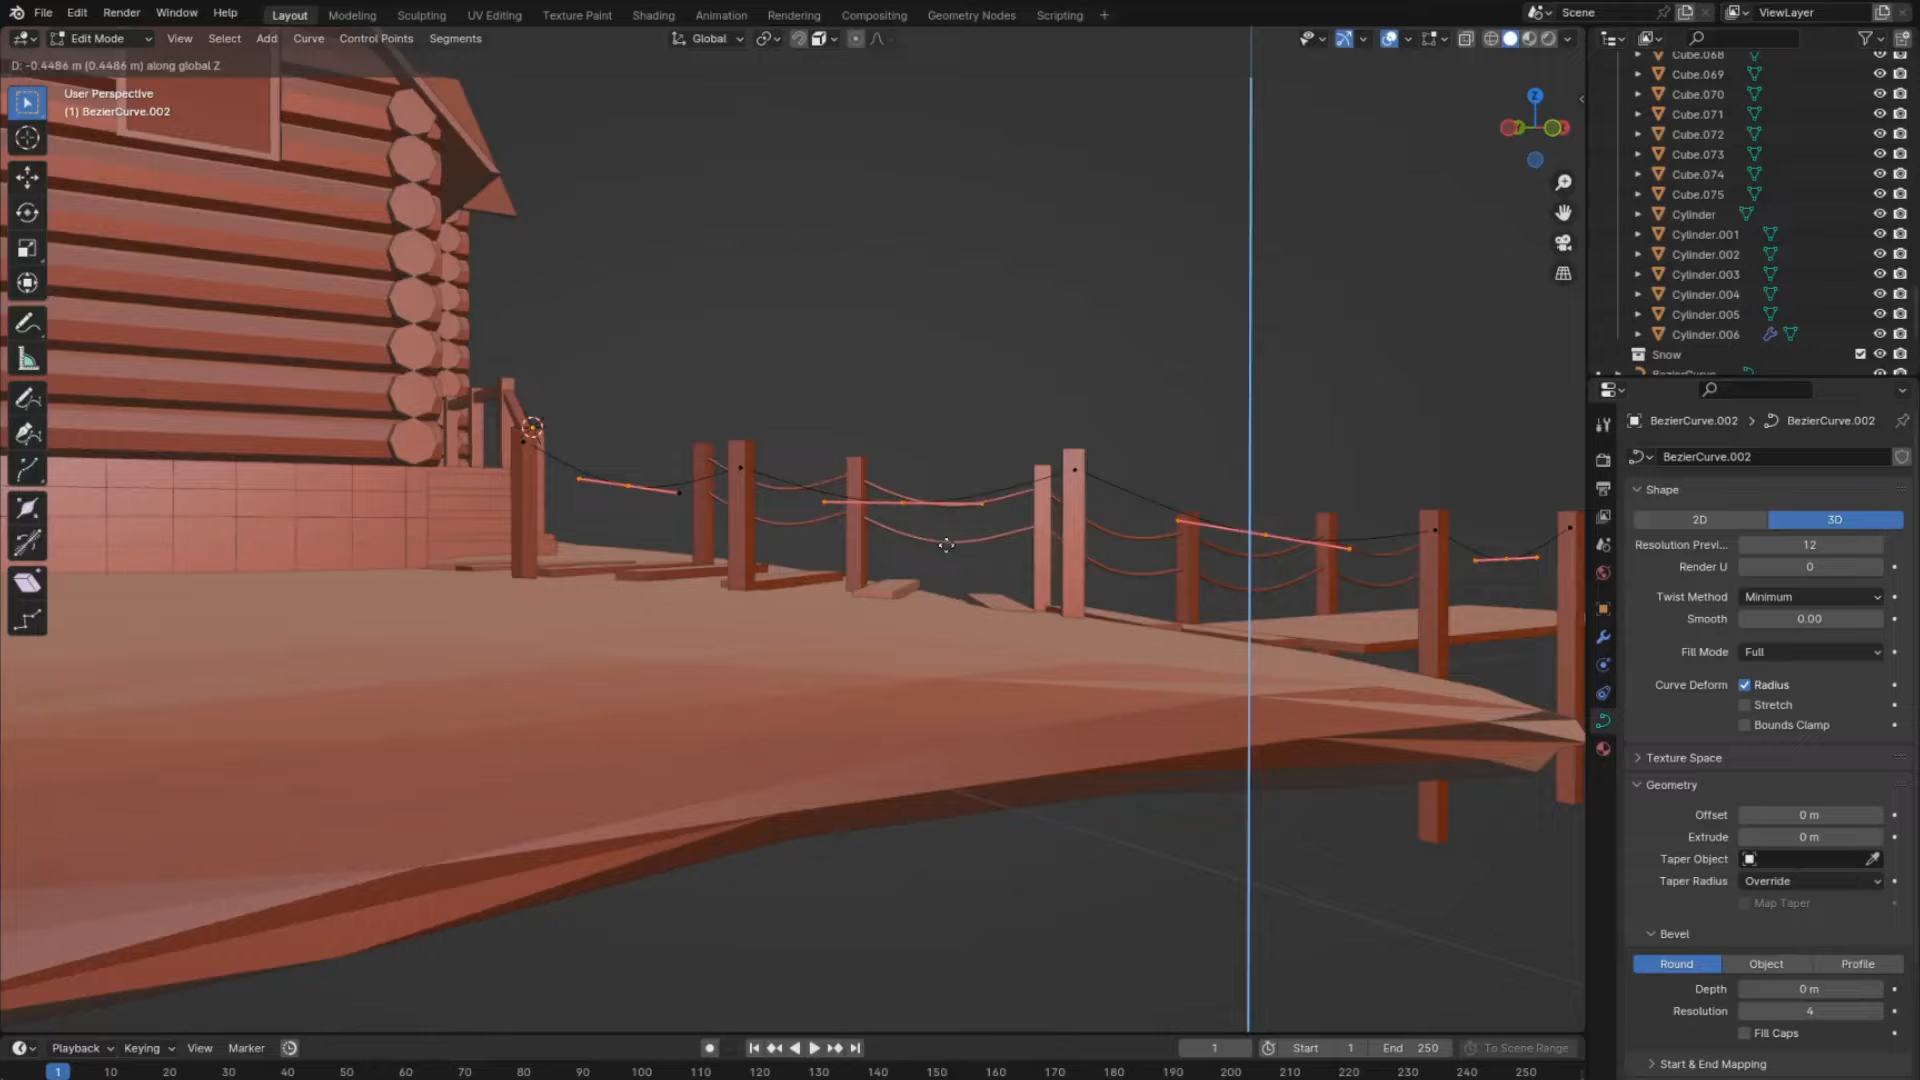 File Edit Render Window Help Layout Modeling Sculpting UV Editing Texture Paint Shading Animation Rendering Compositing Geometry Nodes Scripting + Scene ViewLayer
Edit Mode View Select Add Curve Control Points Segments Global
D: -0.4486 m (0.4486 m) along global Z
User Perspective
(1) BezierCurve.002
Z
Cube.068
Cube.069
Cube.070
Cube.071
Cube.072
Cube.073
Cube.074
Cube.075
Cylinder
Cylinder.001
Cylinder.002
Cylinder.003
Cylinder.004
Cylinder.005
Cylinder.006
Snow
BezierCurve.002 > BezierCurve.002
BezierCurve.002
Shape
2D 3D
Resolution Previ... 12
Render U 0
Twist Method Minimum
Smooth 0.00
Fill Mode Full
Curve Deform Radius
Stretch
Bounds Clamp
Texture Space
Geometry
Offset 0 m
Extrude 0 m
Taper Object
Taper Radius Override
Map Taper
Bevel
Round Object Profile
Depth 0 m
Resolution 4
Fill Caps
Start & End Mapping
Playback Keying View Marker 1 Start 1 End 250 To Scene Range
1 10 20 30 40 50 60 70 80 90 100 110 120 130 140 150 160 170 180 190 200 210 220 230 240 250